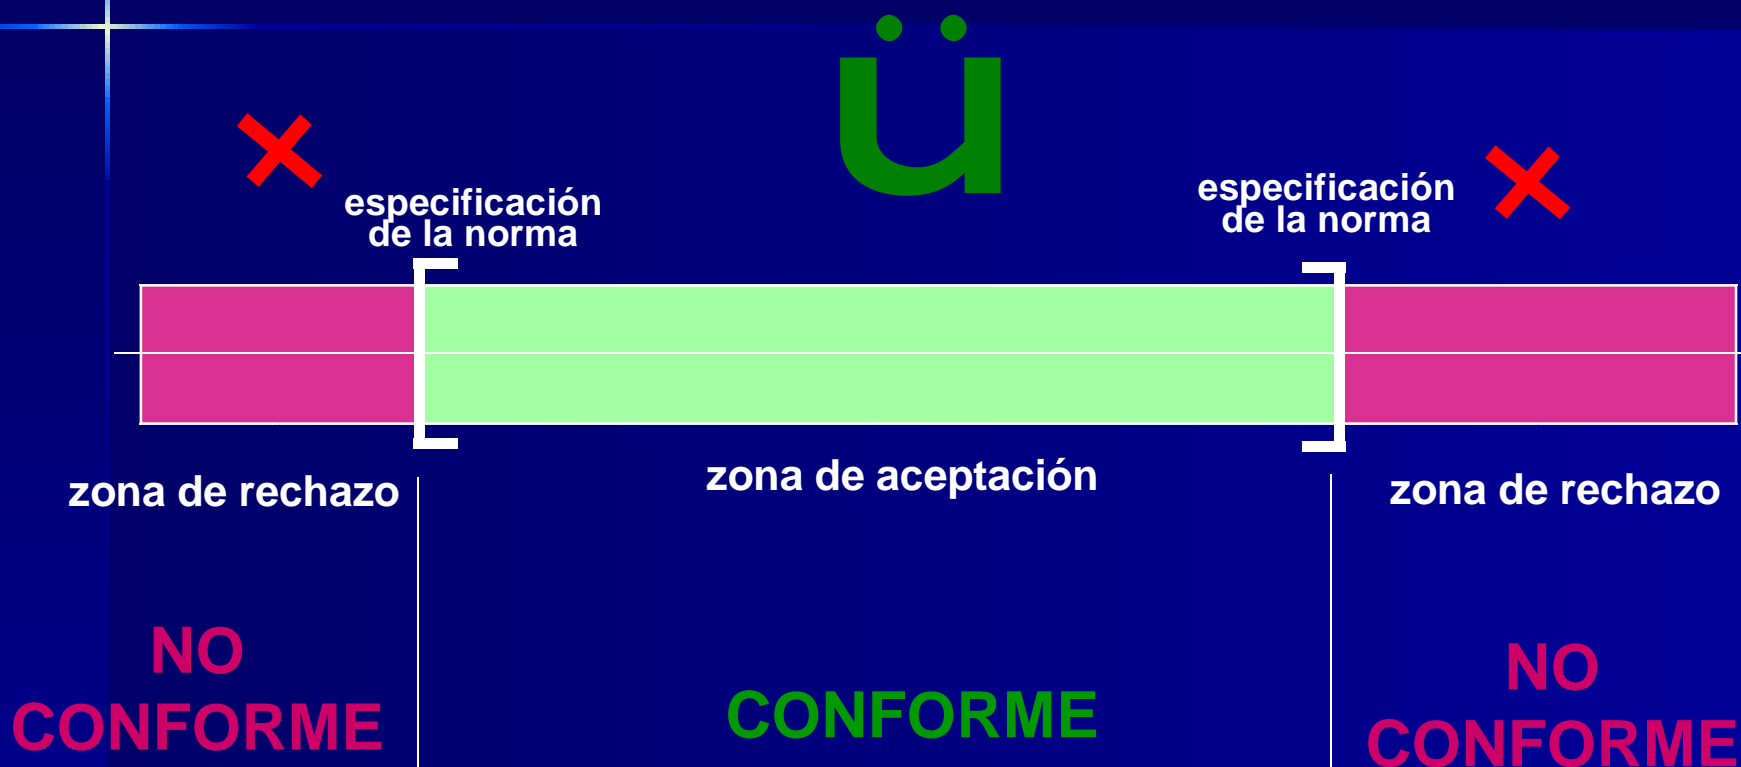 ü
especificación
de la norma
especificación
de la norma
zona de rechazo
zona de aceptación
zona de rechazo
NO
CONFORME
CONFORME
NO
CONFORME